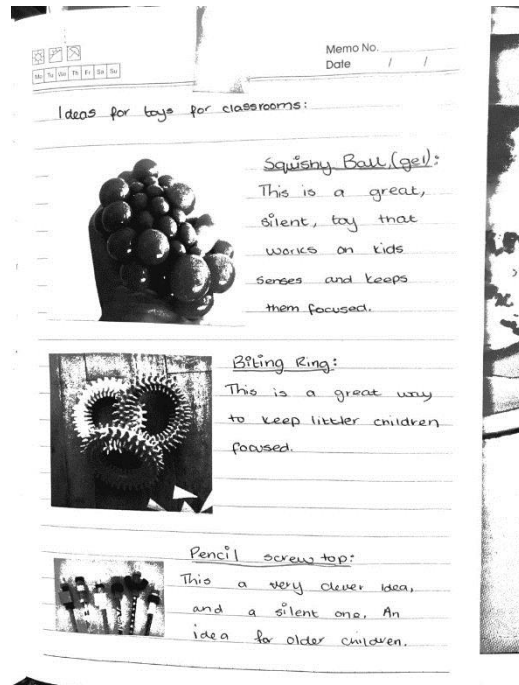 Memo No.
Date / /
Mo Tu We Th Fr Sa Su
Ideas for toys for classrooms:
Squishy Ball (gel):
This is a great,
silent, toy that
works on kids
senses and keeps
them focused.
Biting Ring:
This is a great way
to keep littler children
focused.
Pencil screw top:
This a very clever idea,
and a silent one. An
idea for older children.